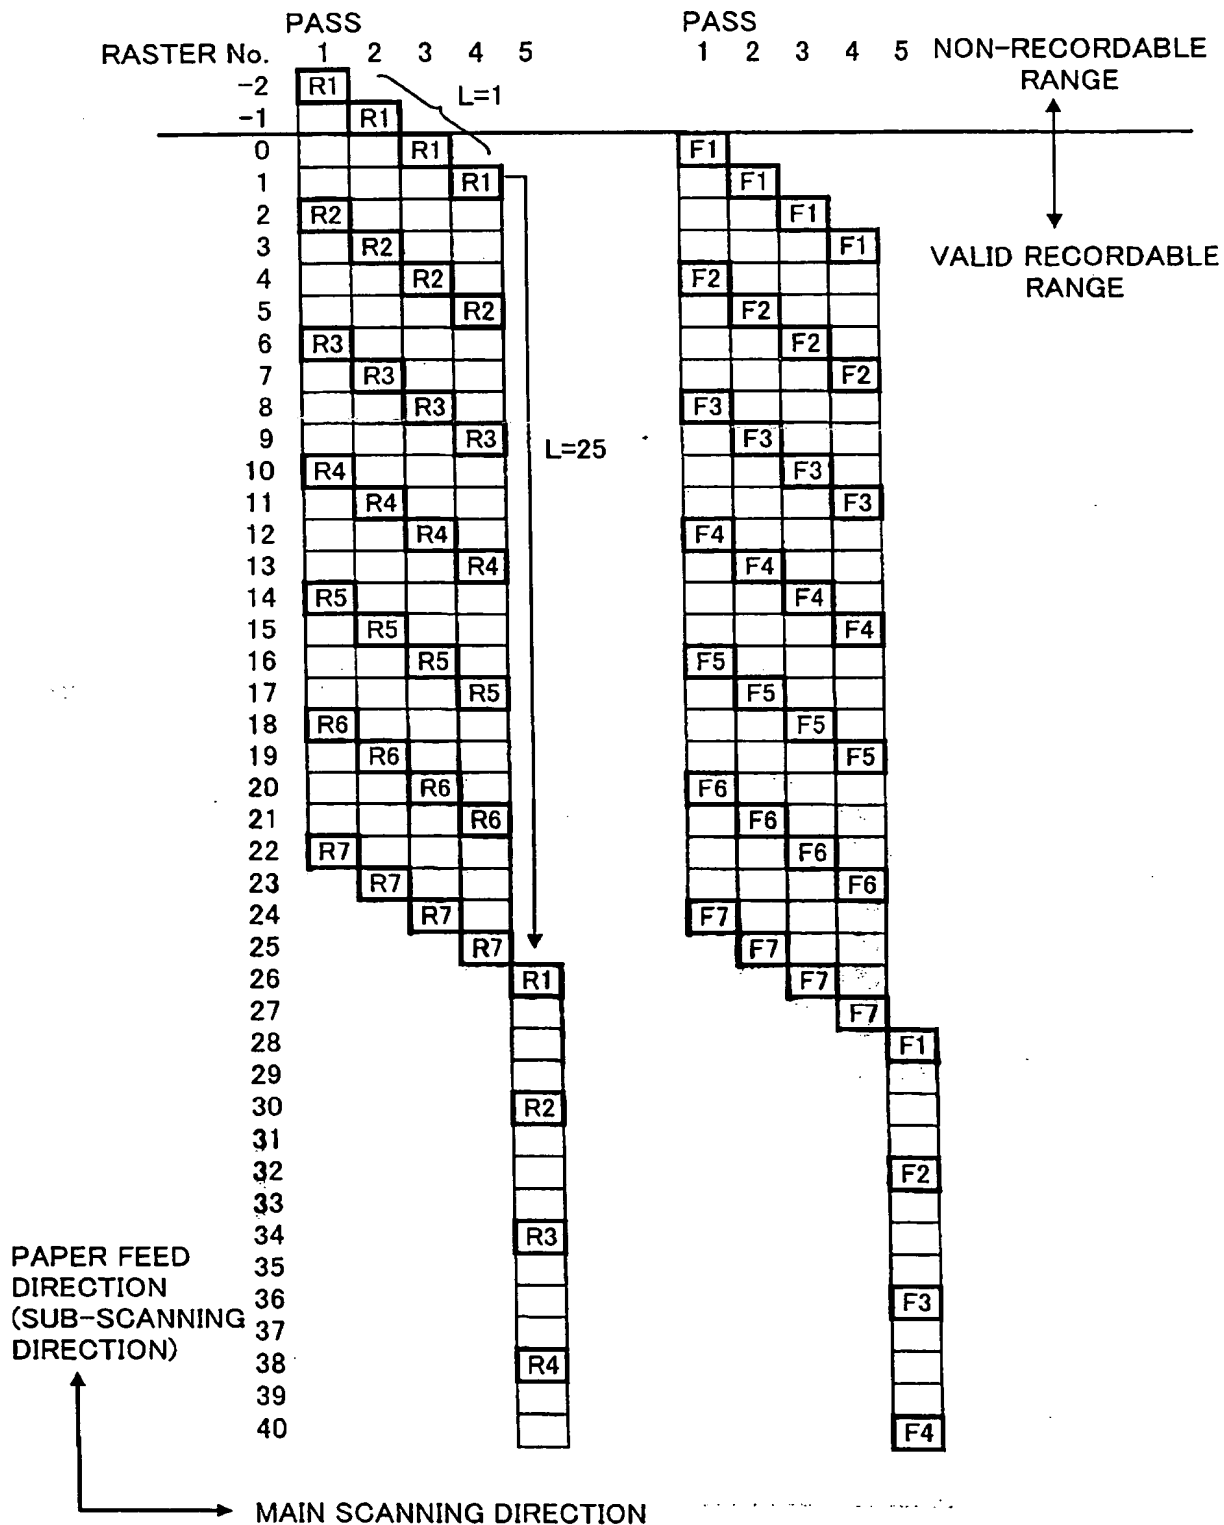 PASS PASS
RASTER No. 1 2 3 4 5 1 2 3 4 5 NON-RECORDABLE
RANGE
-2 R1
L=1
-1 R1
0 R1 F1
1 R1 F1
2 R2 F1
3 R2 F1
VALID RECORDABLE
RANGE
4 R2 F2
5 R2 F2
6 R3 F2
7 R3 F2
8 R3 F3
9 R3 L=25 F3
10 R4 F3
11 R4 F3
12 R4 F4
13 R4 F4
14 R5 F4
15 R5 F4
16 R5 F5
17 R5 F5
18 R6 F5
19 R6 F5
20 R6 F6
21 R6 F6
22 R7 F6
23 R7 F6
24 R7 F7
25 R7 F7
26 R1 F7
27 F7
28 F1
29
30 R2
31
32 F2
33
34 R3
35
36 F3
37
38 R4
39
40 F4
PAPER FEED
DIRECTION
(SUB-SCANNING
DIRECTION)
MAIN SCANNING DIRECTION